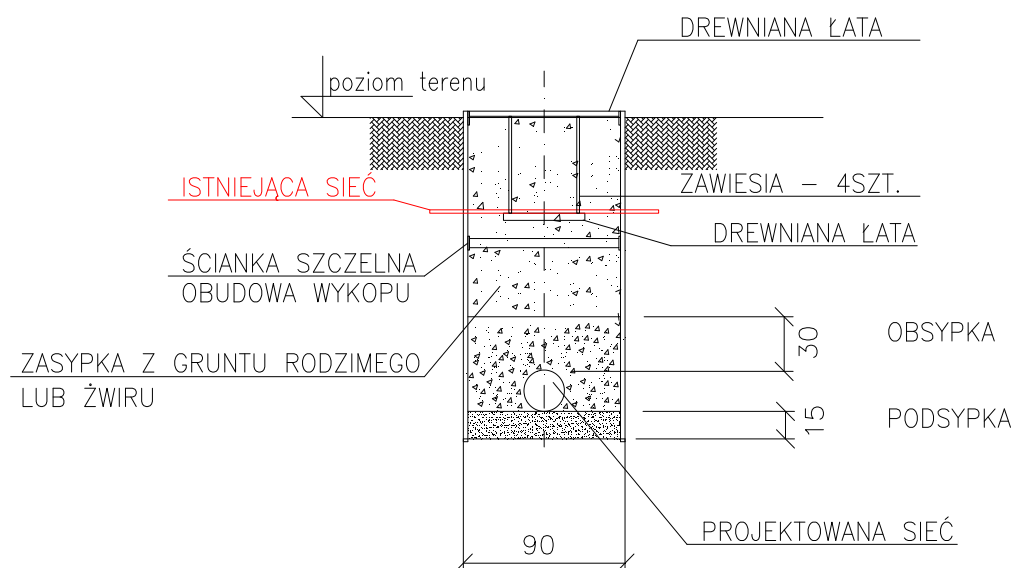 DREWNIANA ŁATA
poziom terenu
ISTNIEJĄCA SIEĆ
ZAWIESIA – 4SZT.
DREWNIANA ŁATA
ŚCIANKA SZCZELNA
OBUDOWA WYKOPU
30
OBSYPKA
ZASYPKA Z GRUNTU RODZIMEGO
LUB ŻWIRU
15
PODSYPKA
PROJEKTOWANA SIEĆ
90